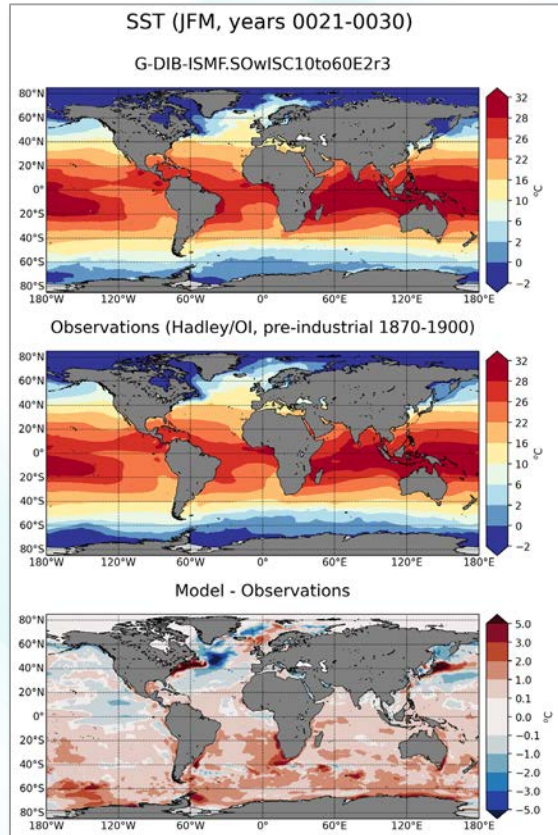 SST (JFM, years 0021-0030)
G-DIB-ISMF.SOwISC10to60E2r3
80°N
60°N
40°N
20°N
0°
20°S
40°S
60°S
80°S
180°W 120°W 60°W 0° 60°E 120°E 180°E
32
28
26
22
16
10
6
2
0
−2
°C
Observations (Hadley/OI, pre-industrial 1870-1900)
80°N
60°N
40°N
20°N
0°
20°S
40°S
60°S
80°S
180°W 120°W 60°W 0° 60°E 120°E 180°E
32
28
26
22
16
10
6
2
0
−2
°C
Model - Observations
80°N
60°N
40°N
20°N
0°
20°S
40°S
60°S
80°S
180°W 120°W 60°W 0° 60°E 120°E 180°E
5.0
3.0
2.0
1.0
0.1
0.0
−0.1
−1.0
−2.0
−3.0
−5.0
°C